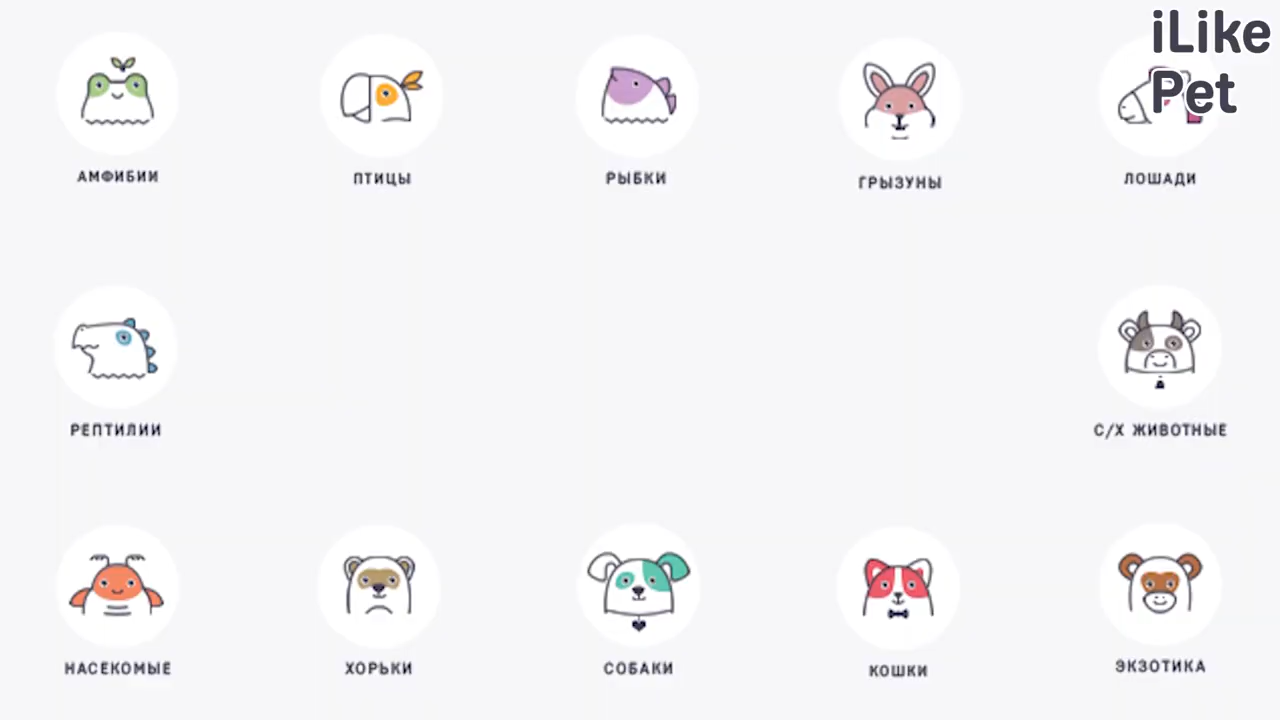 iLike
Pet
АМФИБИИ
ПТИЦЫ
РЫБКИ
ГРЫЗУНЫ
ЛОШАДИ
РЕПТИЛИИ
С/Х ЖИВОТНЫЕ
НАСЕКОМЫЕ
ХОРЬКИ
СОБАКИ
КОШКИ
ЭКЗОТИКА